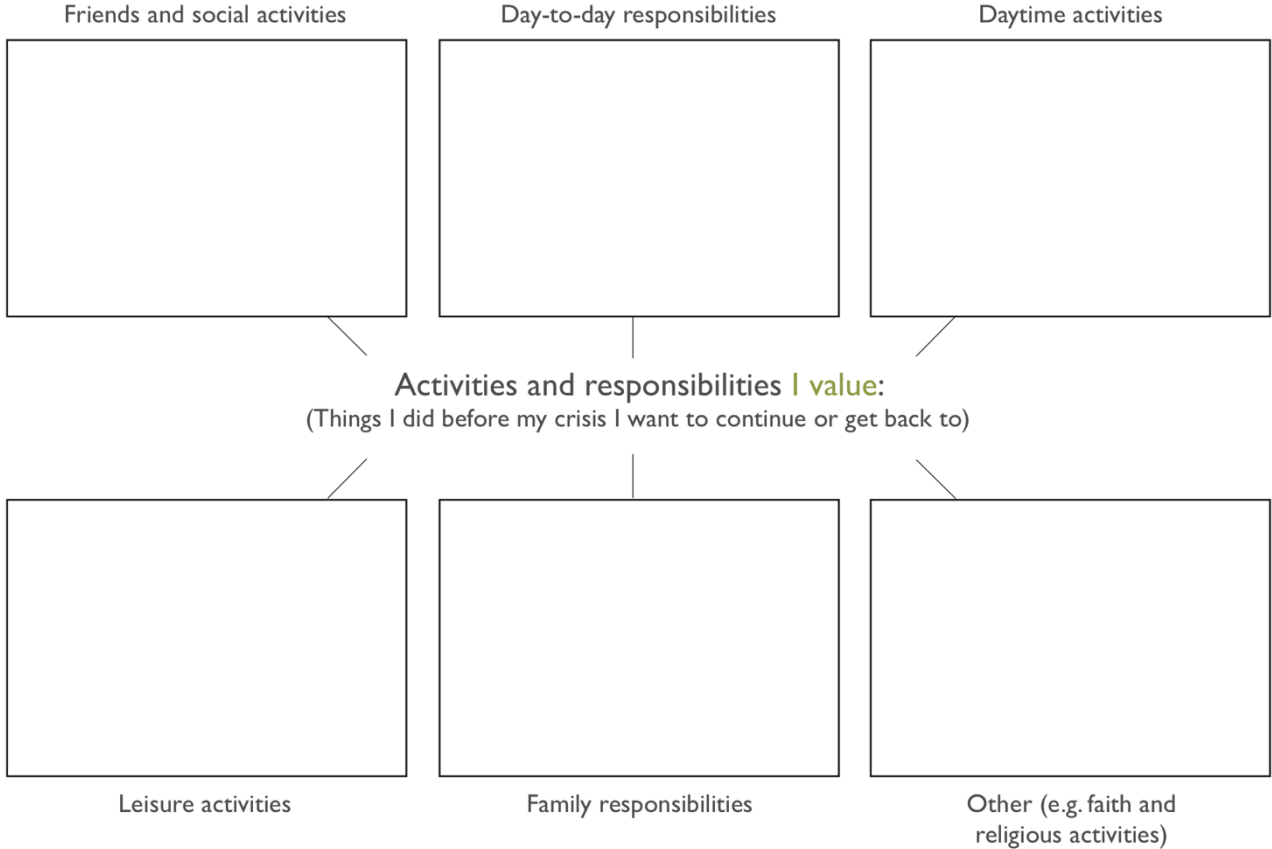 Friends and social activities
Day-to-day responsibilities
Daytime activities
Activities and responsibilities I value:
(Things I did before my crisis I want to continue or get back to)
Leisure activities
Family responsibilities
Other (e.g. faith and
religious activities)